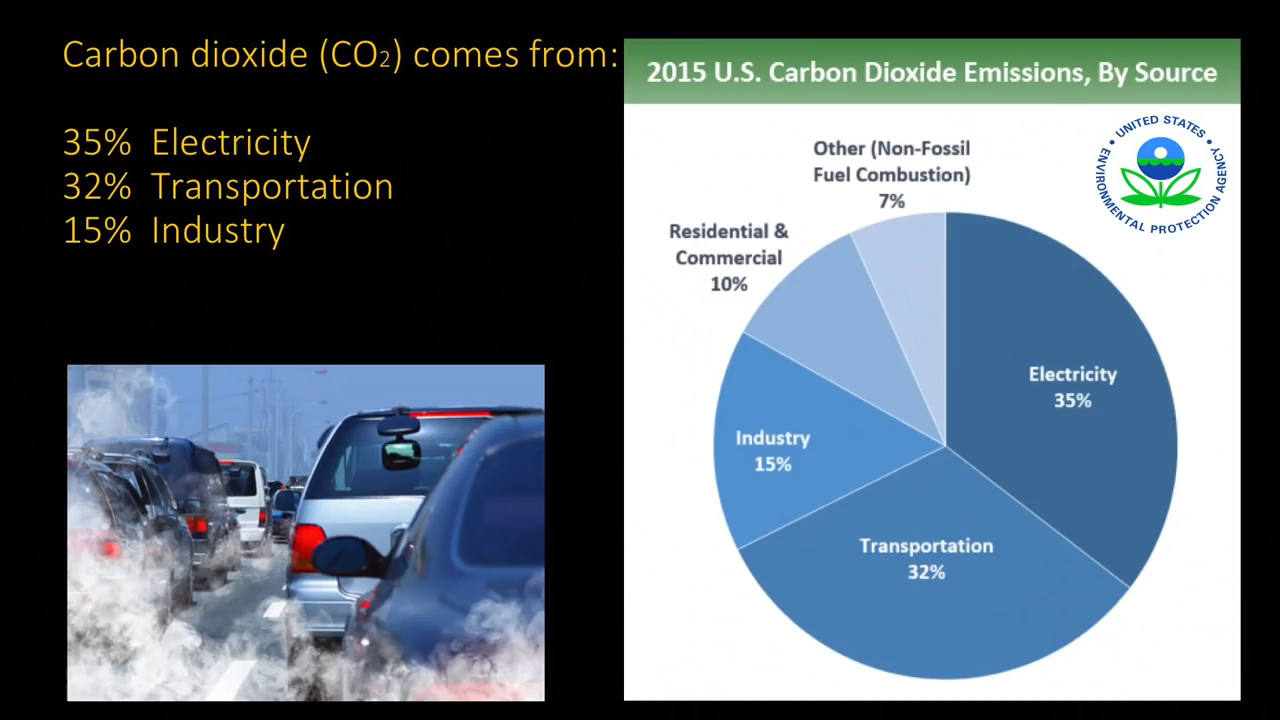 Carbon dioxide (CO₂) comes from:
35% Electricity
32% Transportation
15% Industry
2015 U.S. Carbon Dioxide Emissions, By Source
UNITED STATES
ENVIRONMENTAL PROTECTION AGENCY
Other (Non-Fossil
Fuel Combustion)
7%
Residential &
Commercial
10%
Electricity
35%
Industry
15%
Transportation
32%